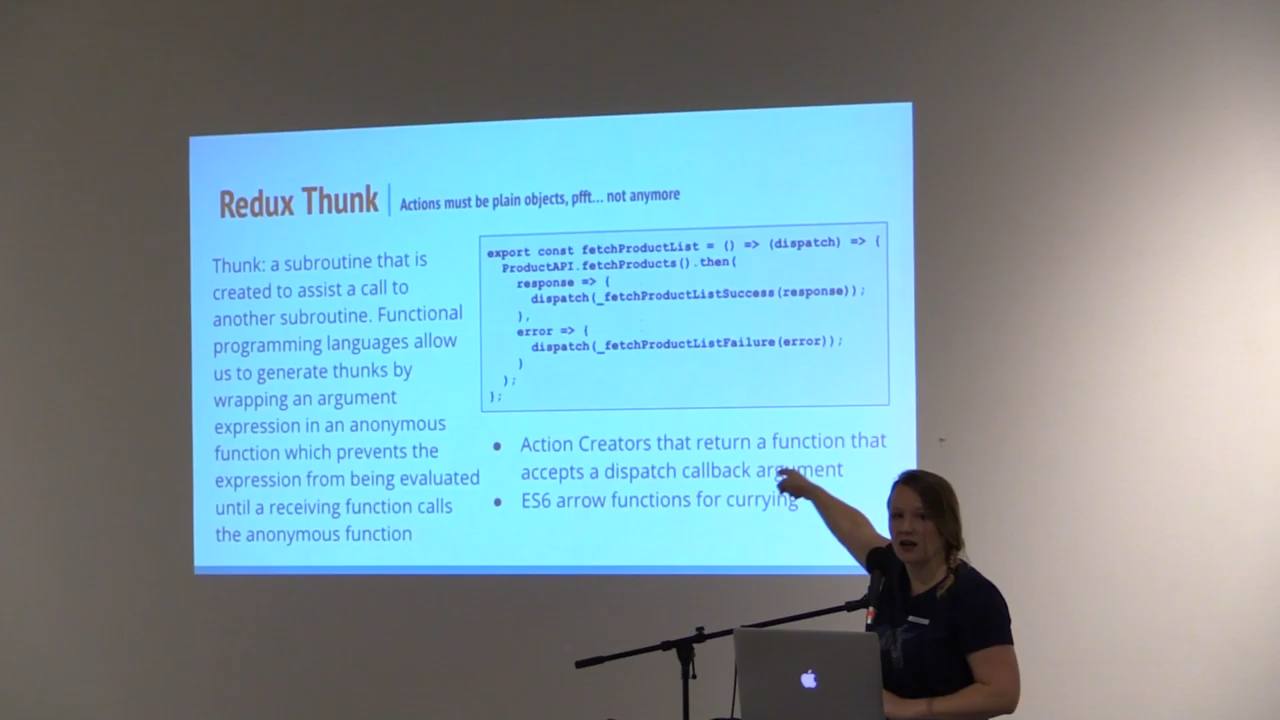 Redux Thunk | Actions must be plain objects, pfft... not anymore
Thunk: a subroutine that is
created to assist a call to
another subroutine. Functional
programming languages allow
us to generate thunks by
wrapping an argument
expression in an anonymous
function which prevents the
expression from being evaluated
until a receiving function calls
the anonymous function
export const fetchProductList = () => (dispatch) => {
ProductAPI.fetchProducts().then(
response => {
dispatch(_fetchProductListSuccess(response));
},
error => {
dispatch(_fetchProductListFailure(error));
}
);
};
• Action Creators that return a function that
accepts a dispatch callback argument
• ES6 arrow functions for currying